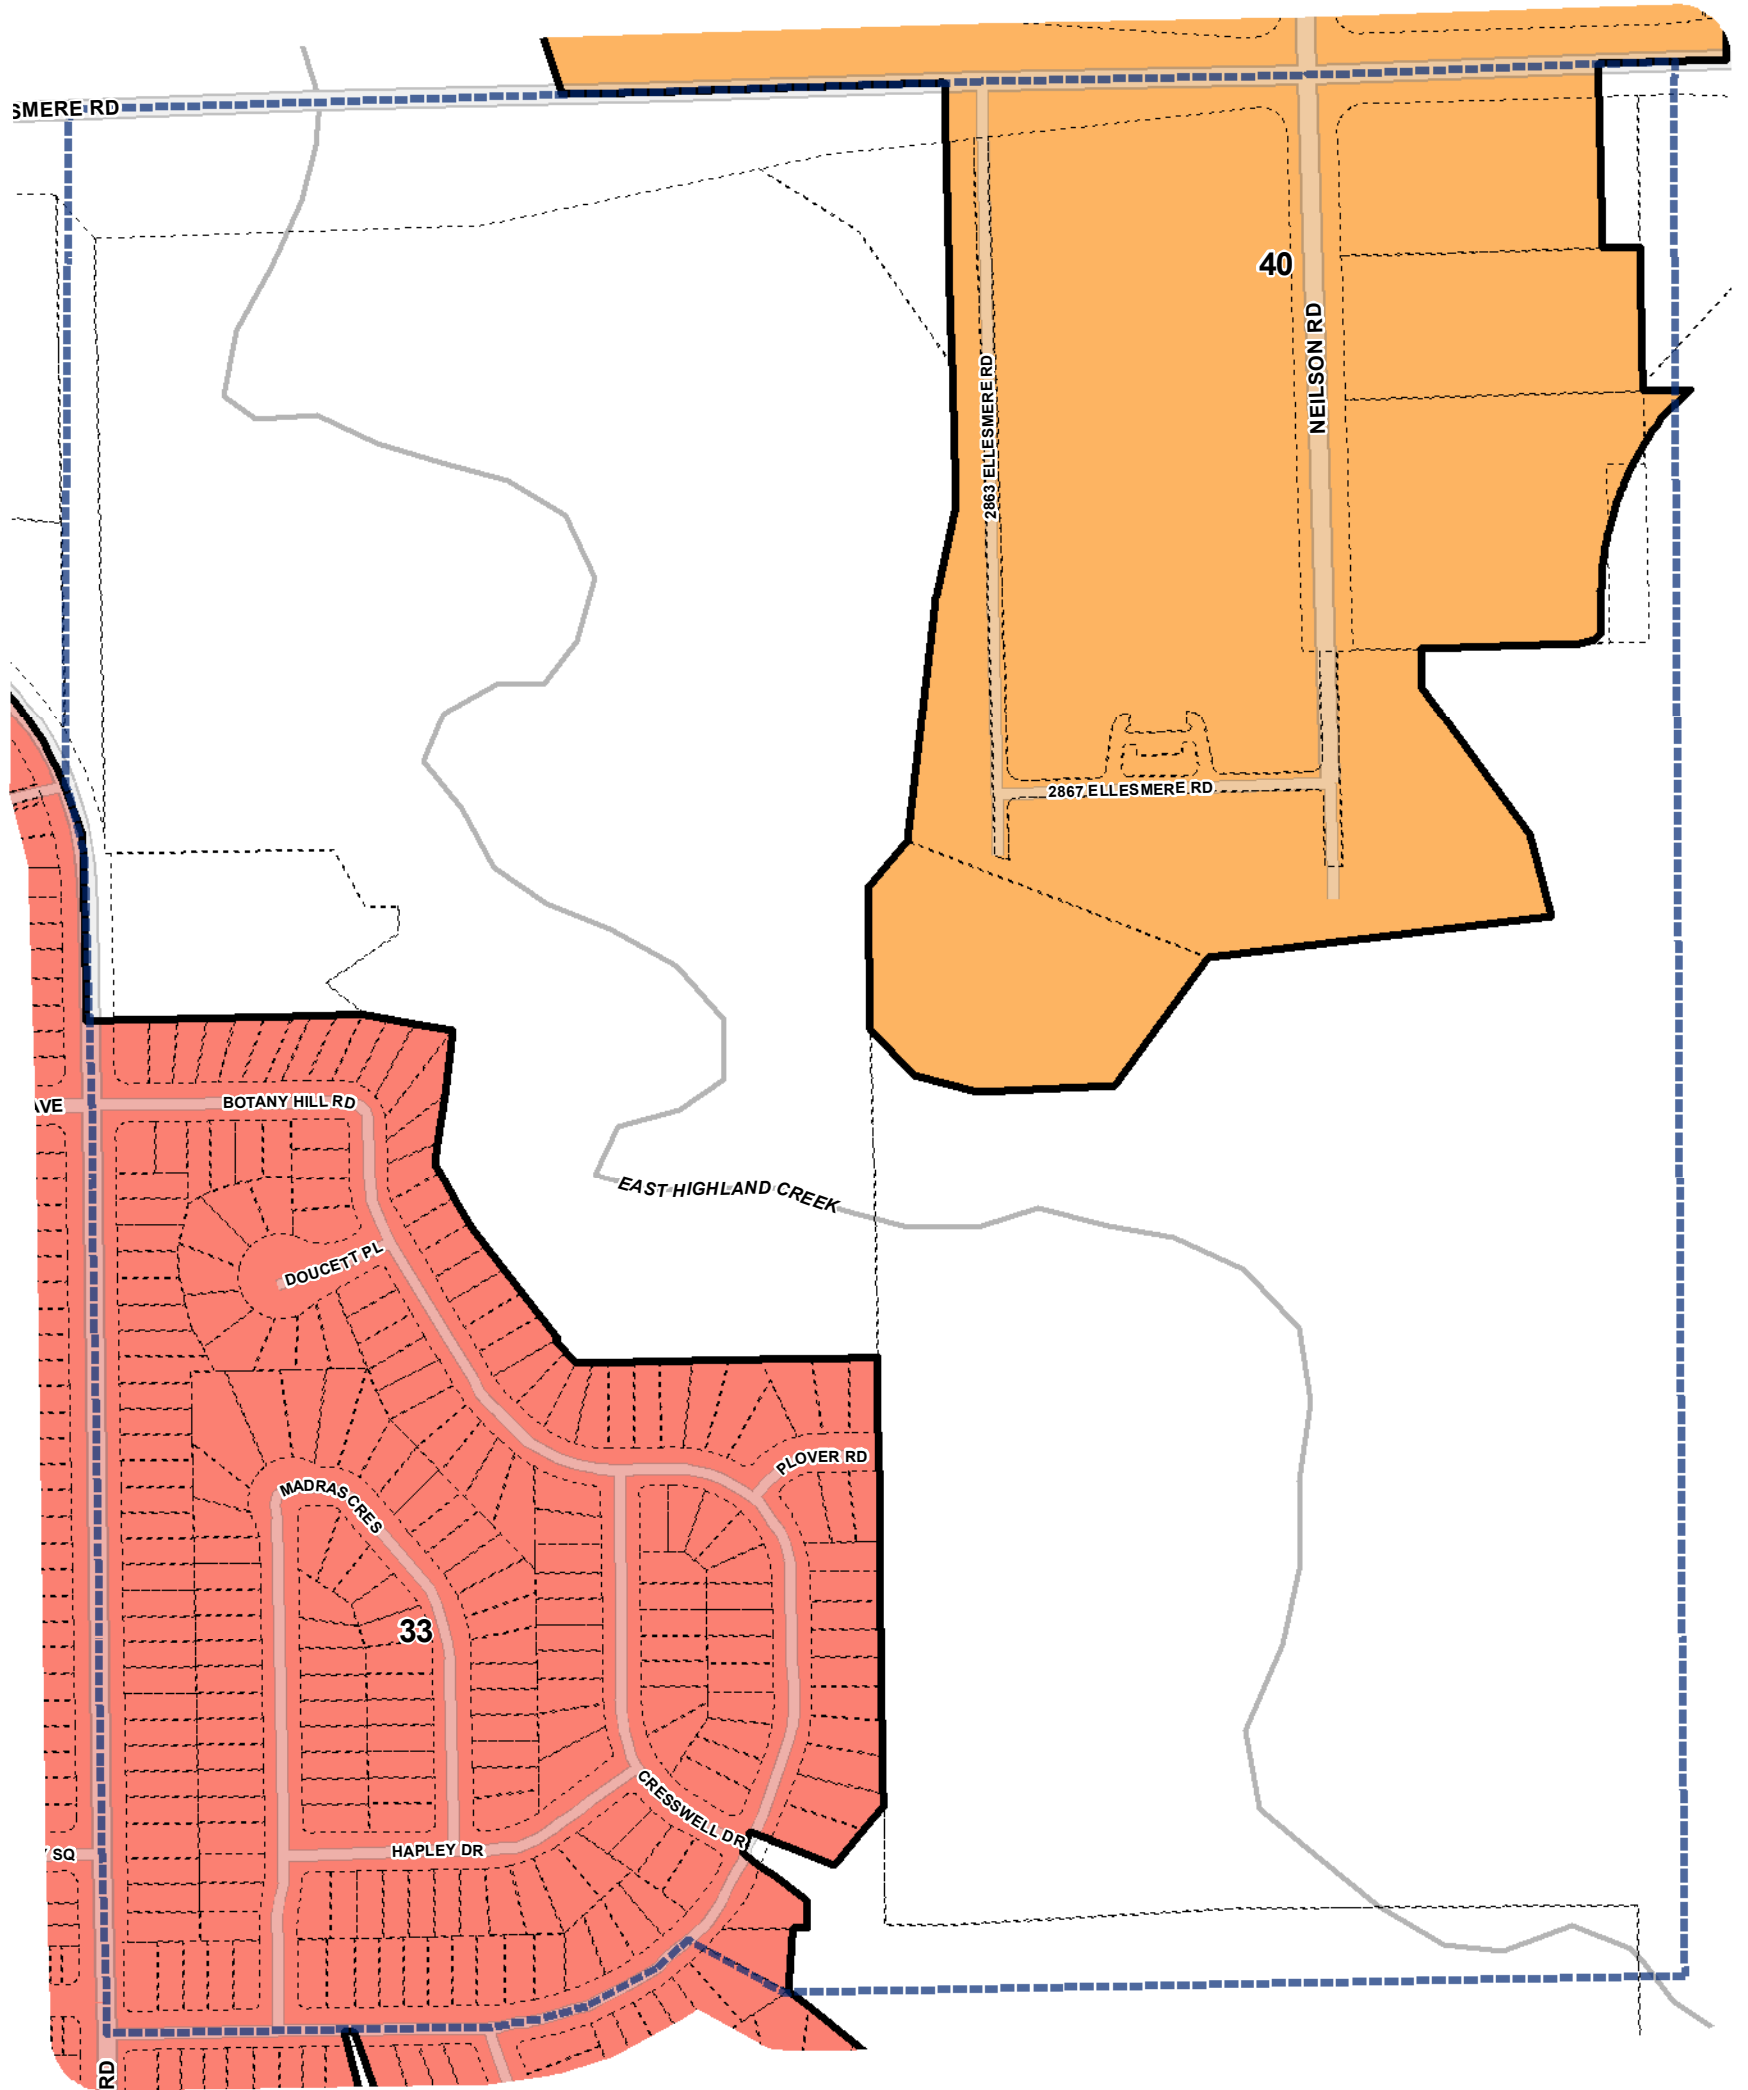 SMERE RD
40
NEILSON RD
2863 ELLESMERE RD
2867 ELLESMERE RD
AVE
BOTANY HILL RD
EAST HIGHLAND CREEK
DOUCETT PL
PLOVER RD
MADRAS CRES
33
CRESSWELL DR
HAPLEY DR
SQ
RD